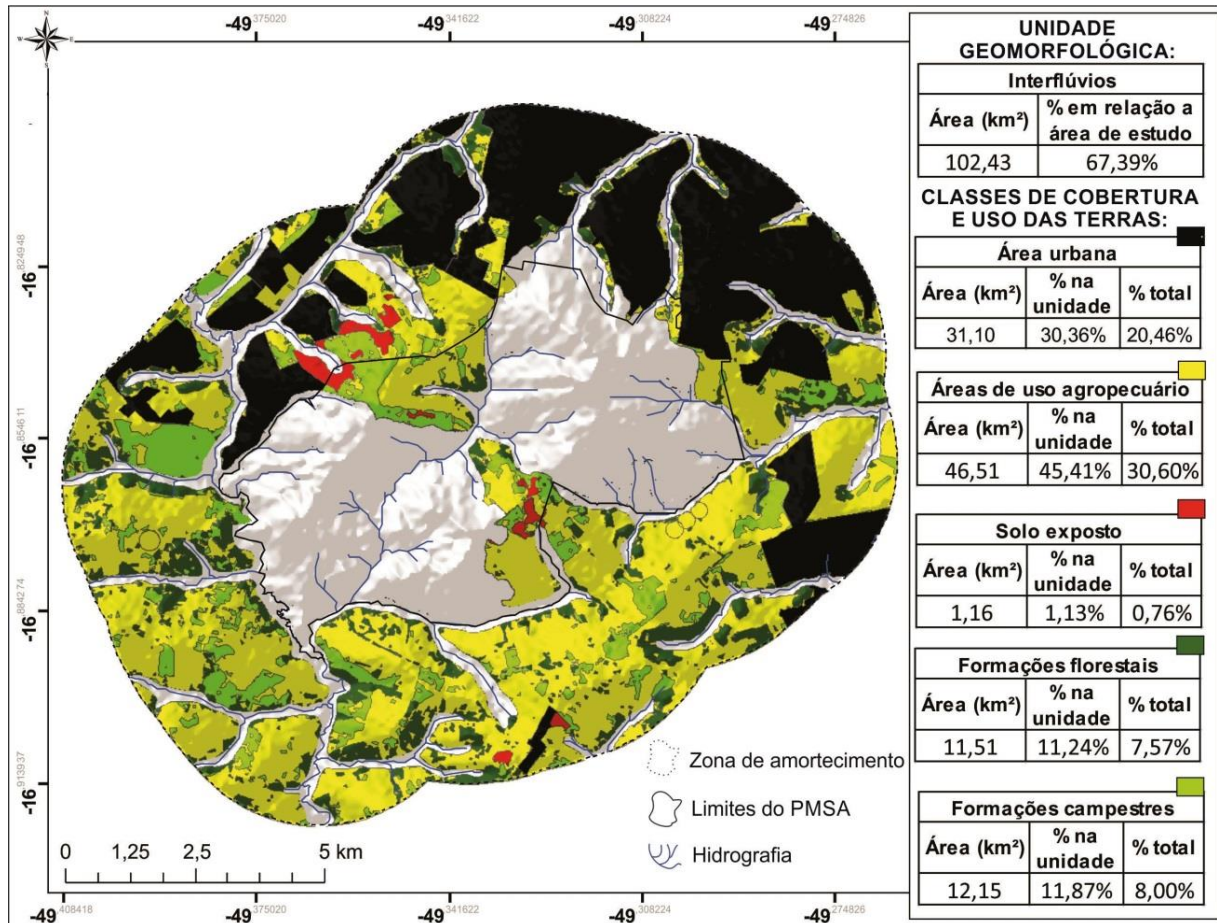 -49 375020 -49 341622 -49 308224 -49 274826
N
W E
S
-16 824948
-16 854611
-16 884274
-16 913937
Zona de amortecimento
Limites do PMSA
Hidrografia
0 1,25 2,5 5 km
-49 408418 -49 375020 -49 341622 -49 308224 -49 274826
UNIDADE
GEOMORFOLÓGICA:
Interflúvios
Área (km²) % em relação a
área de estudo
102,43 67,39%
CLASSES DE COBERTURA
E USO DAS TERRAS:
Área urbana
Área (km²) % na
unidade % total
31,10 30,36% 20,46%
Áreas de uso agropecuário
Área (km²) % na
unidade % total
46,51 45,41% 30,60%
Solo exposto
Área (km²) % na
unidade % total
1,16 1,13% 0,76%
Formações florestais
Área (km²) % na
unidade % total
11,51 11,24% 7,57%
Formações campestres
Área (km²) % na
unidade % total
12,15 11,87% 8,00%